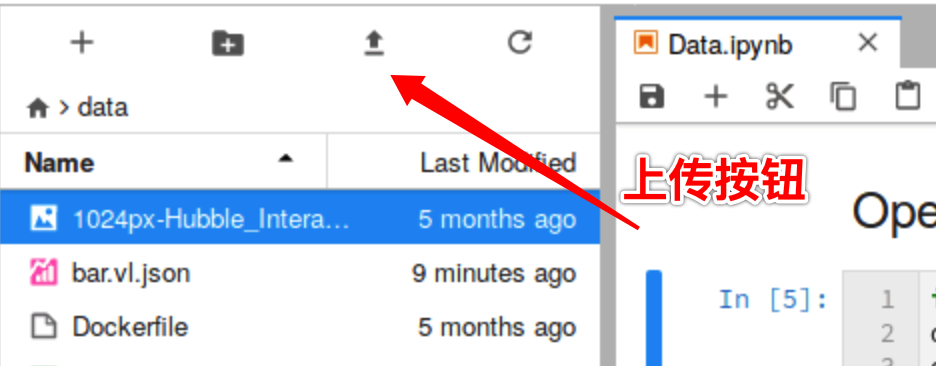 Data.ipynb
> data
Name Last Modified
上传按钮
1024px-Hubble_Intera... 5 months ago
bar.vl.json 9 minutes ago
In [5]: 1
Dockerfile 5 months ago
2
3